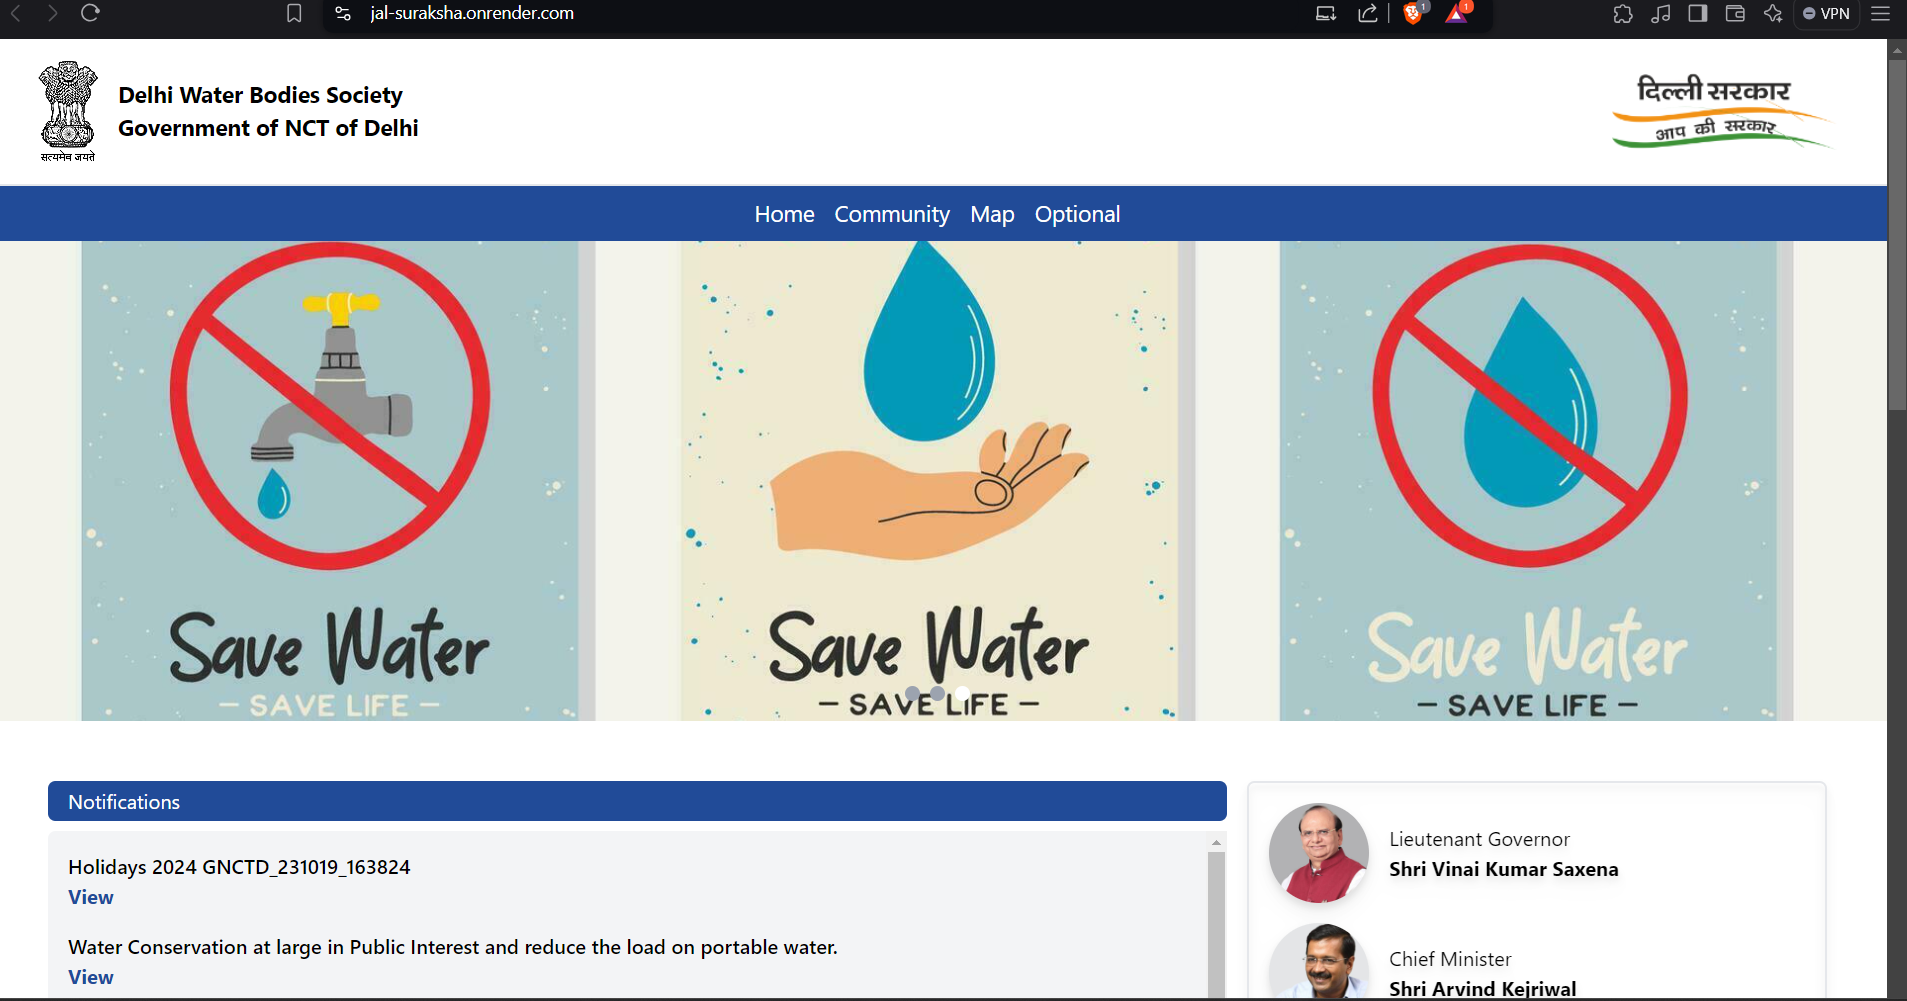 jal-suraksha.onrender.com
1
1
VPN
Delhi Water Bodies Society
Government of NCT of Delhi
सत्यमेव जयते
दिल्ली सरकार
आप की सरकार
Home Community Map Optional
Save Water
– SAVE LIFE –
Save Water
– SAVE LIFE –
Save Water
– SAVE LIFE –
Notifications
Holidays 2024 GNCTD_231019_163824
View
Water Conservation at large in Public Interest and reduce the load on portable water.
View
Lieutenant Governor
Shri Vinai Kumar Saxena
Chief Minister
Shri Arvind Kejriwal